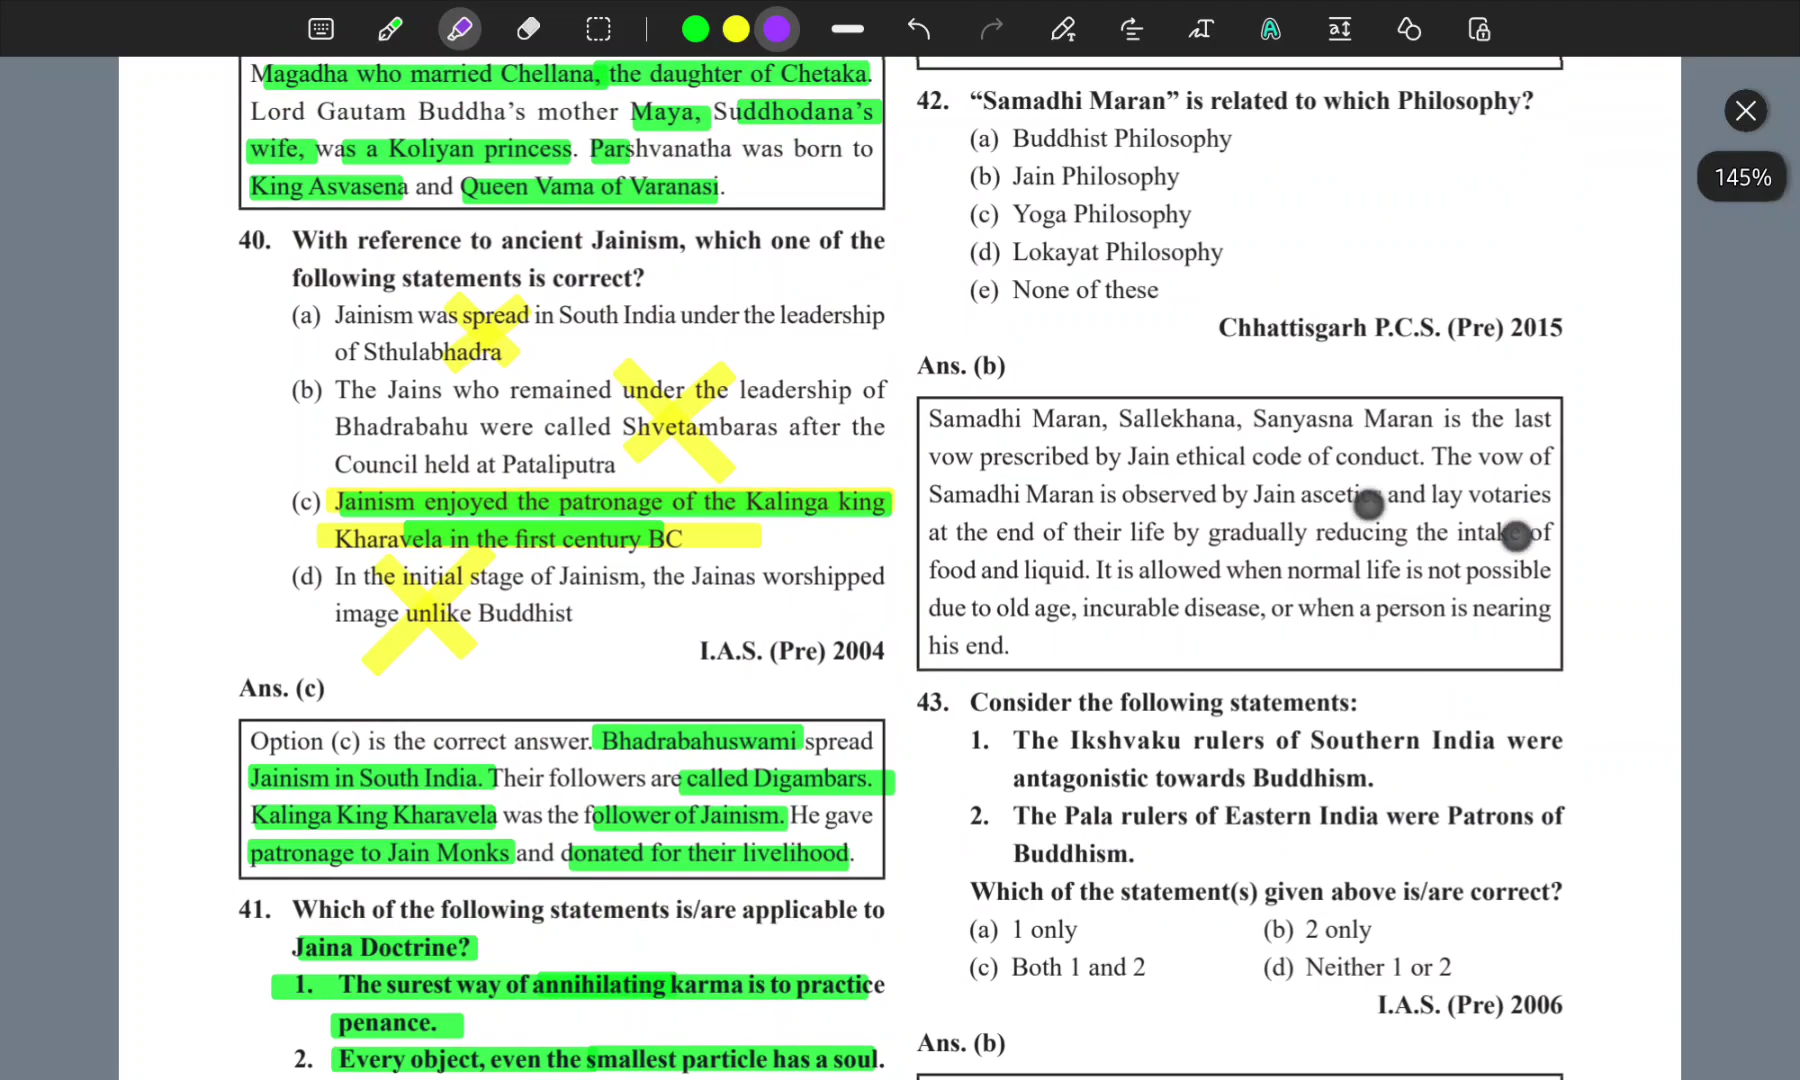 145%
Magadha who married Chellana, the daughter of Chetaka.
Lord Gautam Buddha's mother Maya, Suddhodana's
wife, was a Koliyan princess. Parshvanatha was born to
King Asvasena and Queen Vama of Varanasi.
40. With reference to ancient Jainism, which one of the
following statements is correct?
(a) Jainism was spread in South India under the leadership
of Sthulabhadra
(b) The Jains who remained under the leadership of
Bhadrabahu were called Shvetambaras after the
Council held at Pataliputra
(c) Jainism enjoyed the patronage of the Kalinga king
Kharavela in the first century BC
(d) In the initial stage of Jainism, the Jainas worshipped
image unlike Buddhist
I.A.S. (Pre) 2004
Ans. (c)
Option (c) is the correct answer. Bhadrabahuswami spread
Jainism in South India. Their followers are called Digambars.
Kalinga King Kharavela was the follower of Jainism. He gave
patronage to Jain Monks and donated for their livelihood.
41. Which of the following statements is/are applicable to
Jaina Doctrine?
1. The surest way of annihilating karma is to practice
penance.
2. Every object, even the smallest particle has a soul.
42. “Samadhi Maran” is related to which Philosophy?
(a) Buddhist Philosophy
(b) Jain Philosophy
(c) Yoga Philosophy
(d) Lokayat Philosophy
(e) None of these
Chhattisgarh P.C.S. (Pre) 2015
Ans. (b)
Samadhi Maran, Sallekhana, Sanyasna Maran is the last
vow prescribed by Jain ethical code of conduct. The vow of
Samadhi Maran is observed by Jain ascetics and lay votaries
at the end of their life by gradually reducing the intake of
food and liquid. It is allowed when normal life is not possible
due to old age, incurable disease, or when a person is nearing
his end.
43. Consider the following statements:
1. The Ikshvaku rulers of Southern India were
antagonistic towards Buddhism.
2. The Pala rulers of Eastern India were Patrons of
Buddhism.
Which of the statement(s) given above is/are correct?
(a) 1 only (b) 2 only
(c) Both 1 and 2 (d) Neither 1 or 2
I.A.S. (Pre) 2006
Ans. (b)